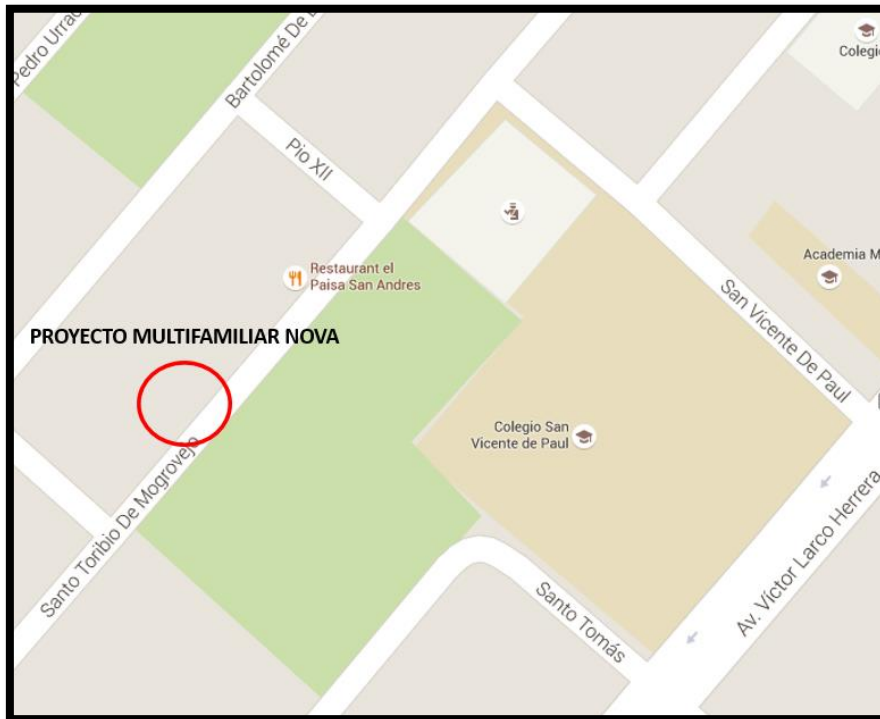 Pedro Urrac
Bartolomé De L
Colegio
Pio XII
Restaurant el
Paisa San Andres
Academia M
PROYECTO MULTIFAMILIAR NOVA
San Vicente De Paul
Colegio San
Vicente de Paul
Santo Toribio De Mogrovejo
Av. Víctor Larco Herrera
Santo Tomás